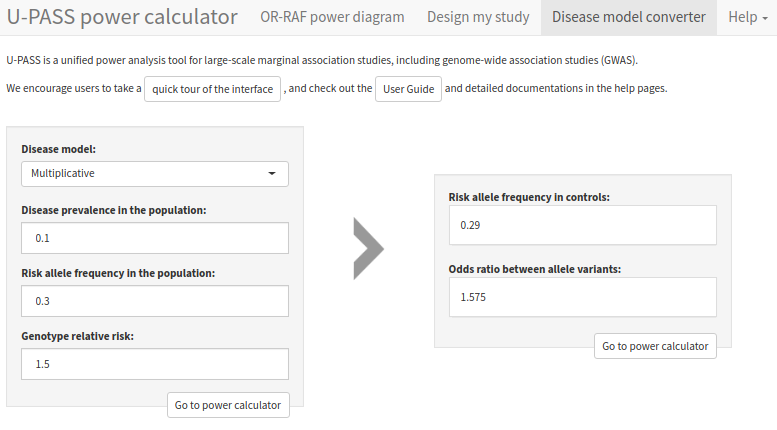 U-PASS power calculator OR-RAF power diagram Design my study Disease model converter Help
U-PASS is a unified power analysis tool for large-scale marginal association studies, including genome-wide association studies (GWAS).
We encourage users to take a quick tour of the interface , and check out the User Guide and detailed documentations in the help pages.
Disease model:
Multiplicative
Disease prevalence in the population:
0.1
Risk allele frequency in the population:
0.3
Genotype relative risk:
1.5
Go to power calculator
Risk allele frequency in controls:
0.29
Odds ratio between allele variants:
1.575
Go to power calculator